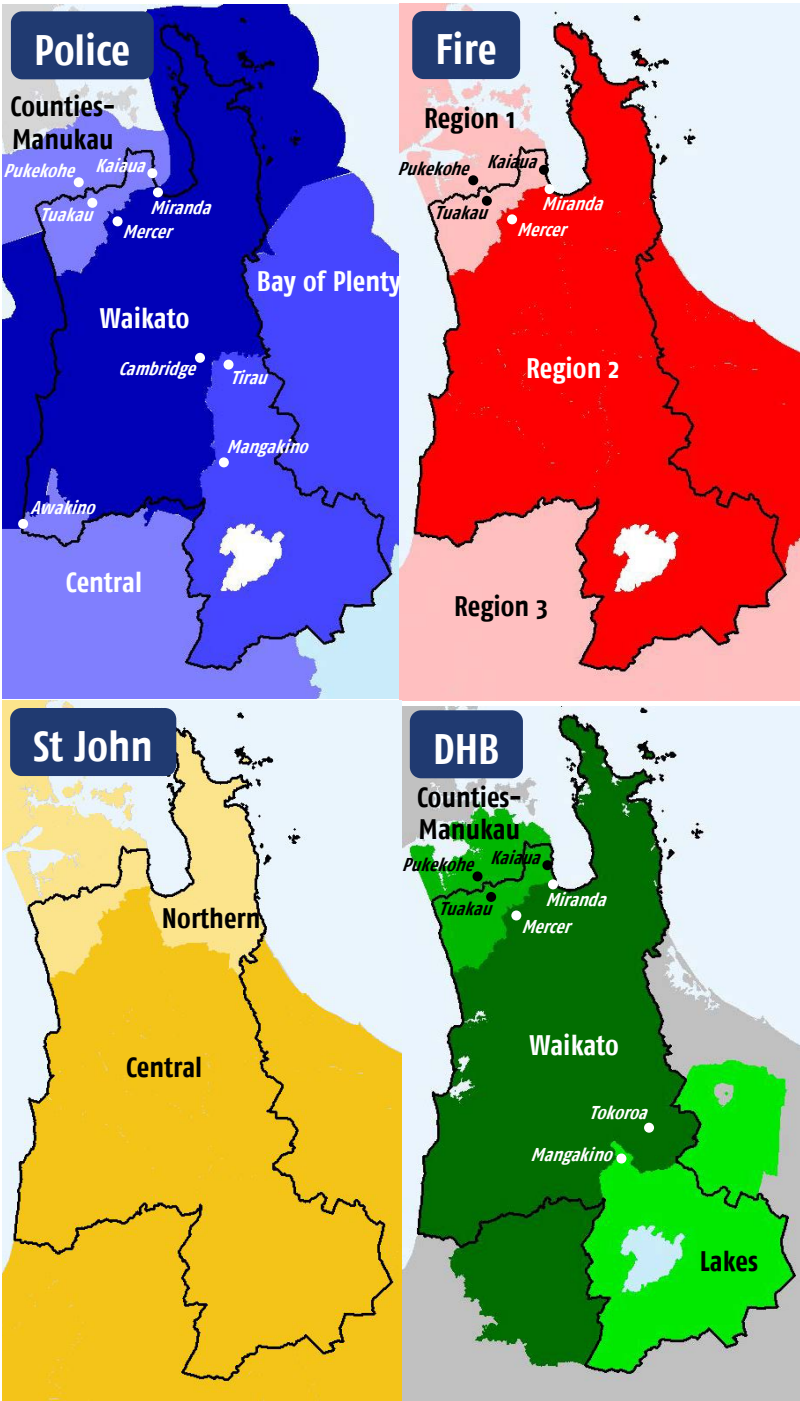 Police
Counties-
Manukau
Pukekohe
Kaiaua
Tuakau
Miranda
Mercer
Bay of Plenty
Waikato
Cambridge
Tirau
Mangakino
Awakino
Central
Fire
Region 1
Pukekohe
Kaiaua
Tuakau
Miranda
Mercer
Region 2
Region 3
St John
Northern
Central
DHB
Counties-
Manukau
Pukekohe
Kaiaua
Tuakau
Miranda
Mercer
Waikato
Tokoroa
Mangakino
Lakes